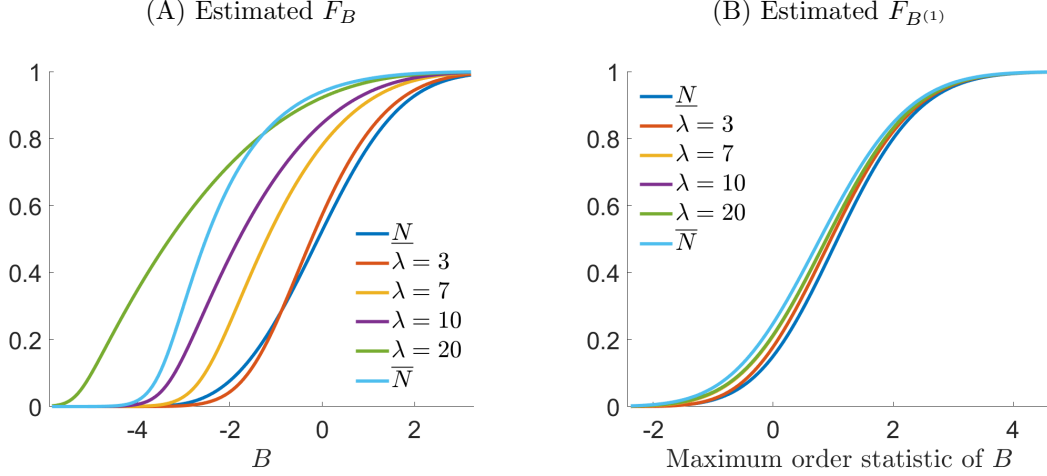 (A) Estimated F_B
1
0.8
0.6
0.4
0.2
0
-4
-2
0
2
B
N
λ = 3
λ = 7
λ = 10
λ = 20
N
(B) Estimated F_{B^{(1)}}
1
0.8
0.6
0.4
0.2
0
-2
0
2
4
Maximum order statistic of B
N
λ = 3
λ = 7
λ = 10
λ = 20
N